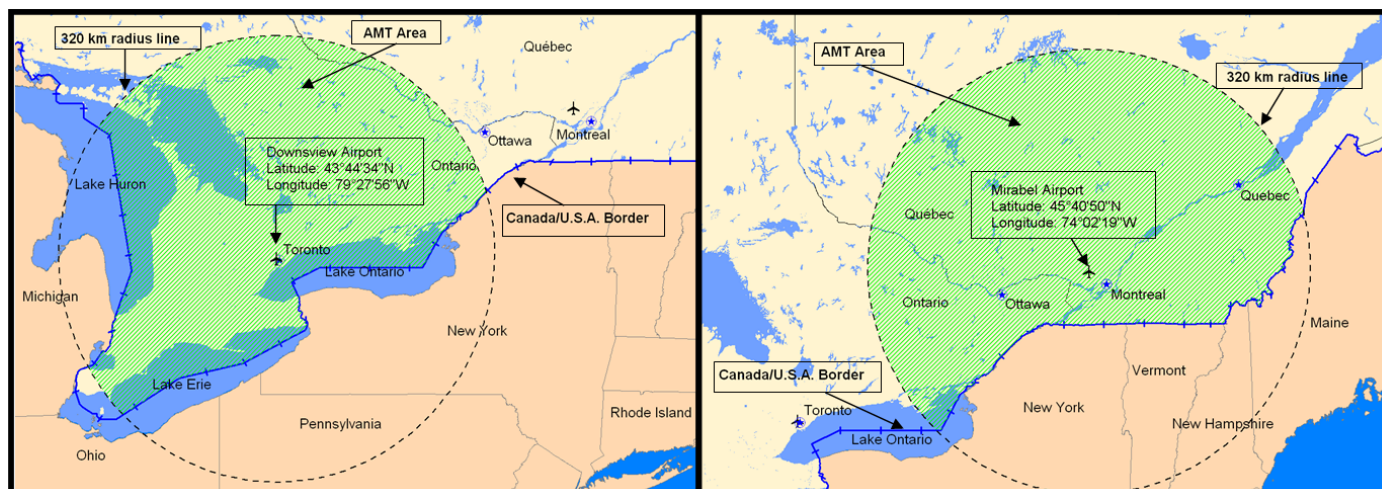 320 km radius line
AMT Area
Québec
Ottawa
Montreal
Downsview Airport
Latitude: 43°44'34"N
Longitude: 79°27'56"W
Ontario
Lake Huron
Canada/U.S.A. Border
Toronto
Lake Ontario
Michigan
New York
Lake Erie
Pennsylvania
Rhode Island
Ohio
AMT Area
320 km radius line
Mirabel Airport
Latitude: 45°40'50"N
Longitude: 74°02'19"W
Quebec
Québec
Ontario
Ottawa
Montreal
Maine
Canada/U.S.A. Border
Vermont
Toronto
New York
New Hampshire
Lake Ontario